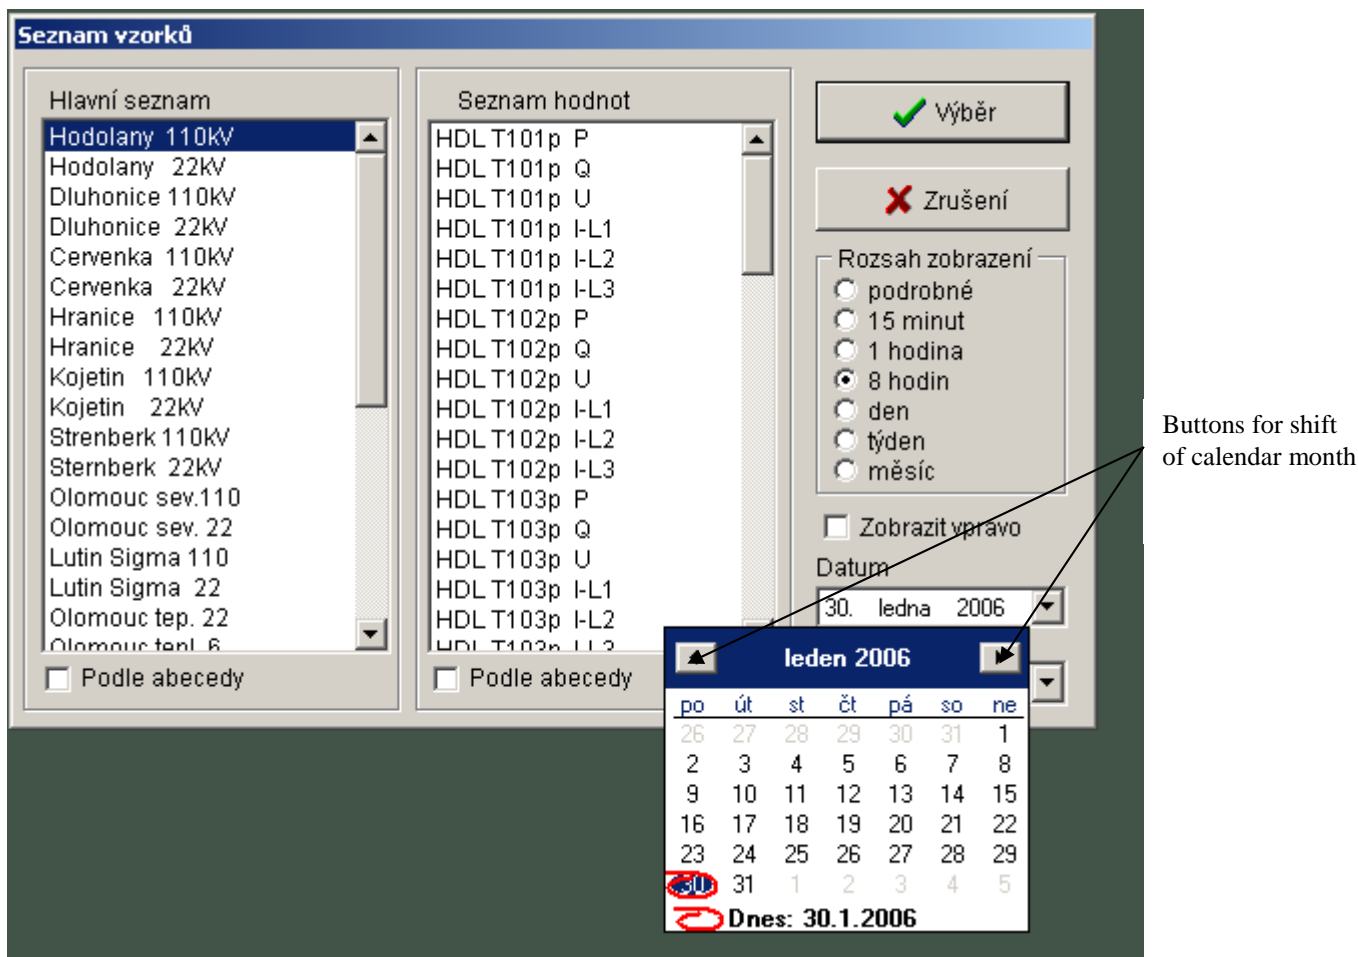 Seznam vzorků
Hlavní seznam
Hodolany 110kV
Hodolany 22kV
Dluhonice 110kV
Dluhonice 22kV
Cervenka 110kV
Cervenka 22kV
Hranice 110kV
Hranice 22kV
Kojetin 110kV
Kojetin 22kV
Strenberk 110kV
Sternberk 22kV
Olomouc sev.110
Olomouc sev. 22
Lutin Sigma 110
Lutin Sigma 22
Olomouc tep. 22
Olomouc tepl. 6
Podle abecedy
Seznam hodnot
HDL T101p P
HDL T101p Q
HDL T101p U
HDL T101p I-L1
HDL T101p I-L2
HDL T101p I-L3
HDL T102p P
HDL T102p Q
HDL T102p U
HDL T102p I-L1
HDL T102p I-L2
HDL T102p I-L3
HDL T103p P
HDL T103p Q
HDL T103p U
HDL T103p I-L1
HDL T103p I-L2
HDL T103p I-L3
Podle abecedy
Výběr
Zrušení
Rozsah zobrazení
podrobné
15 minut
1 hodina
8 hodin
den
týden
měsíc
Zobrazit vpravo
Datum
30. ledna 2006
leden 2006
po út st čt pá so ne
26 27 28 29 30 31 1
2 3 4 5 6 7 8
9 10 11 12 13 14 15
16 17 18 19 20 21 22
23 24 25 26 27 28 29
30 31 1 2 3 4 5
Dnes: 30.1.2006
Buttons for shift
of calendar month